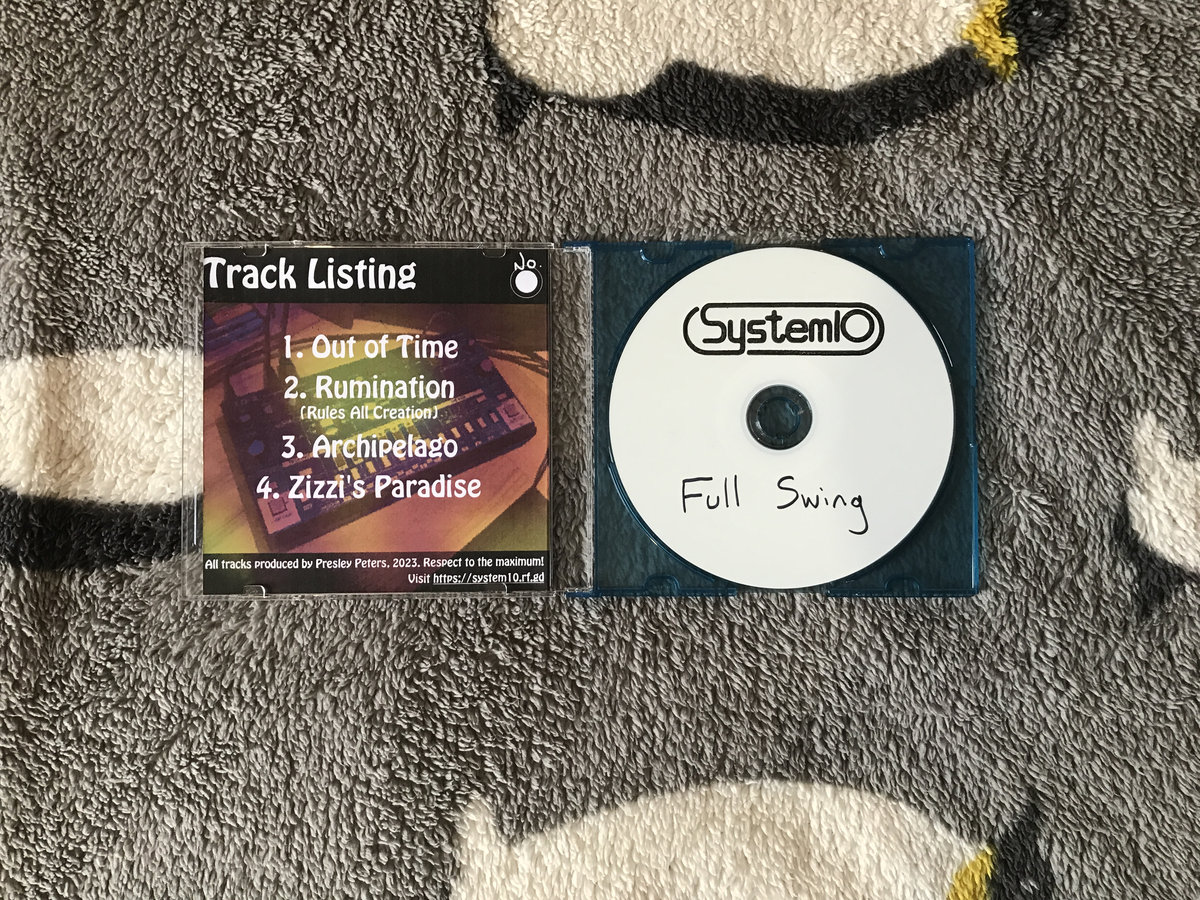 Track Listing
No.
1. Out of Time
2. Rumination
(Rules All Creation)
3. Archipelago
4. Zizzi's Paradise
All tracks produced by Presley Peters, 2023. Respect to the maximum!
Visit https://system10.rf.gd
System10
Full Swing